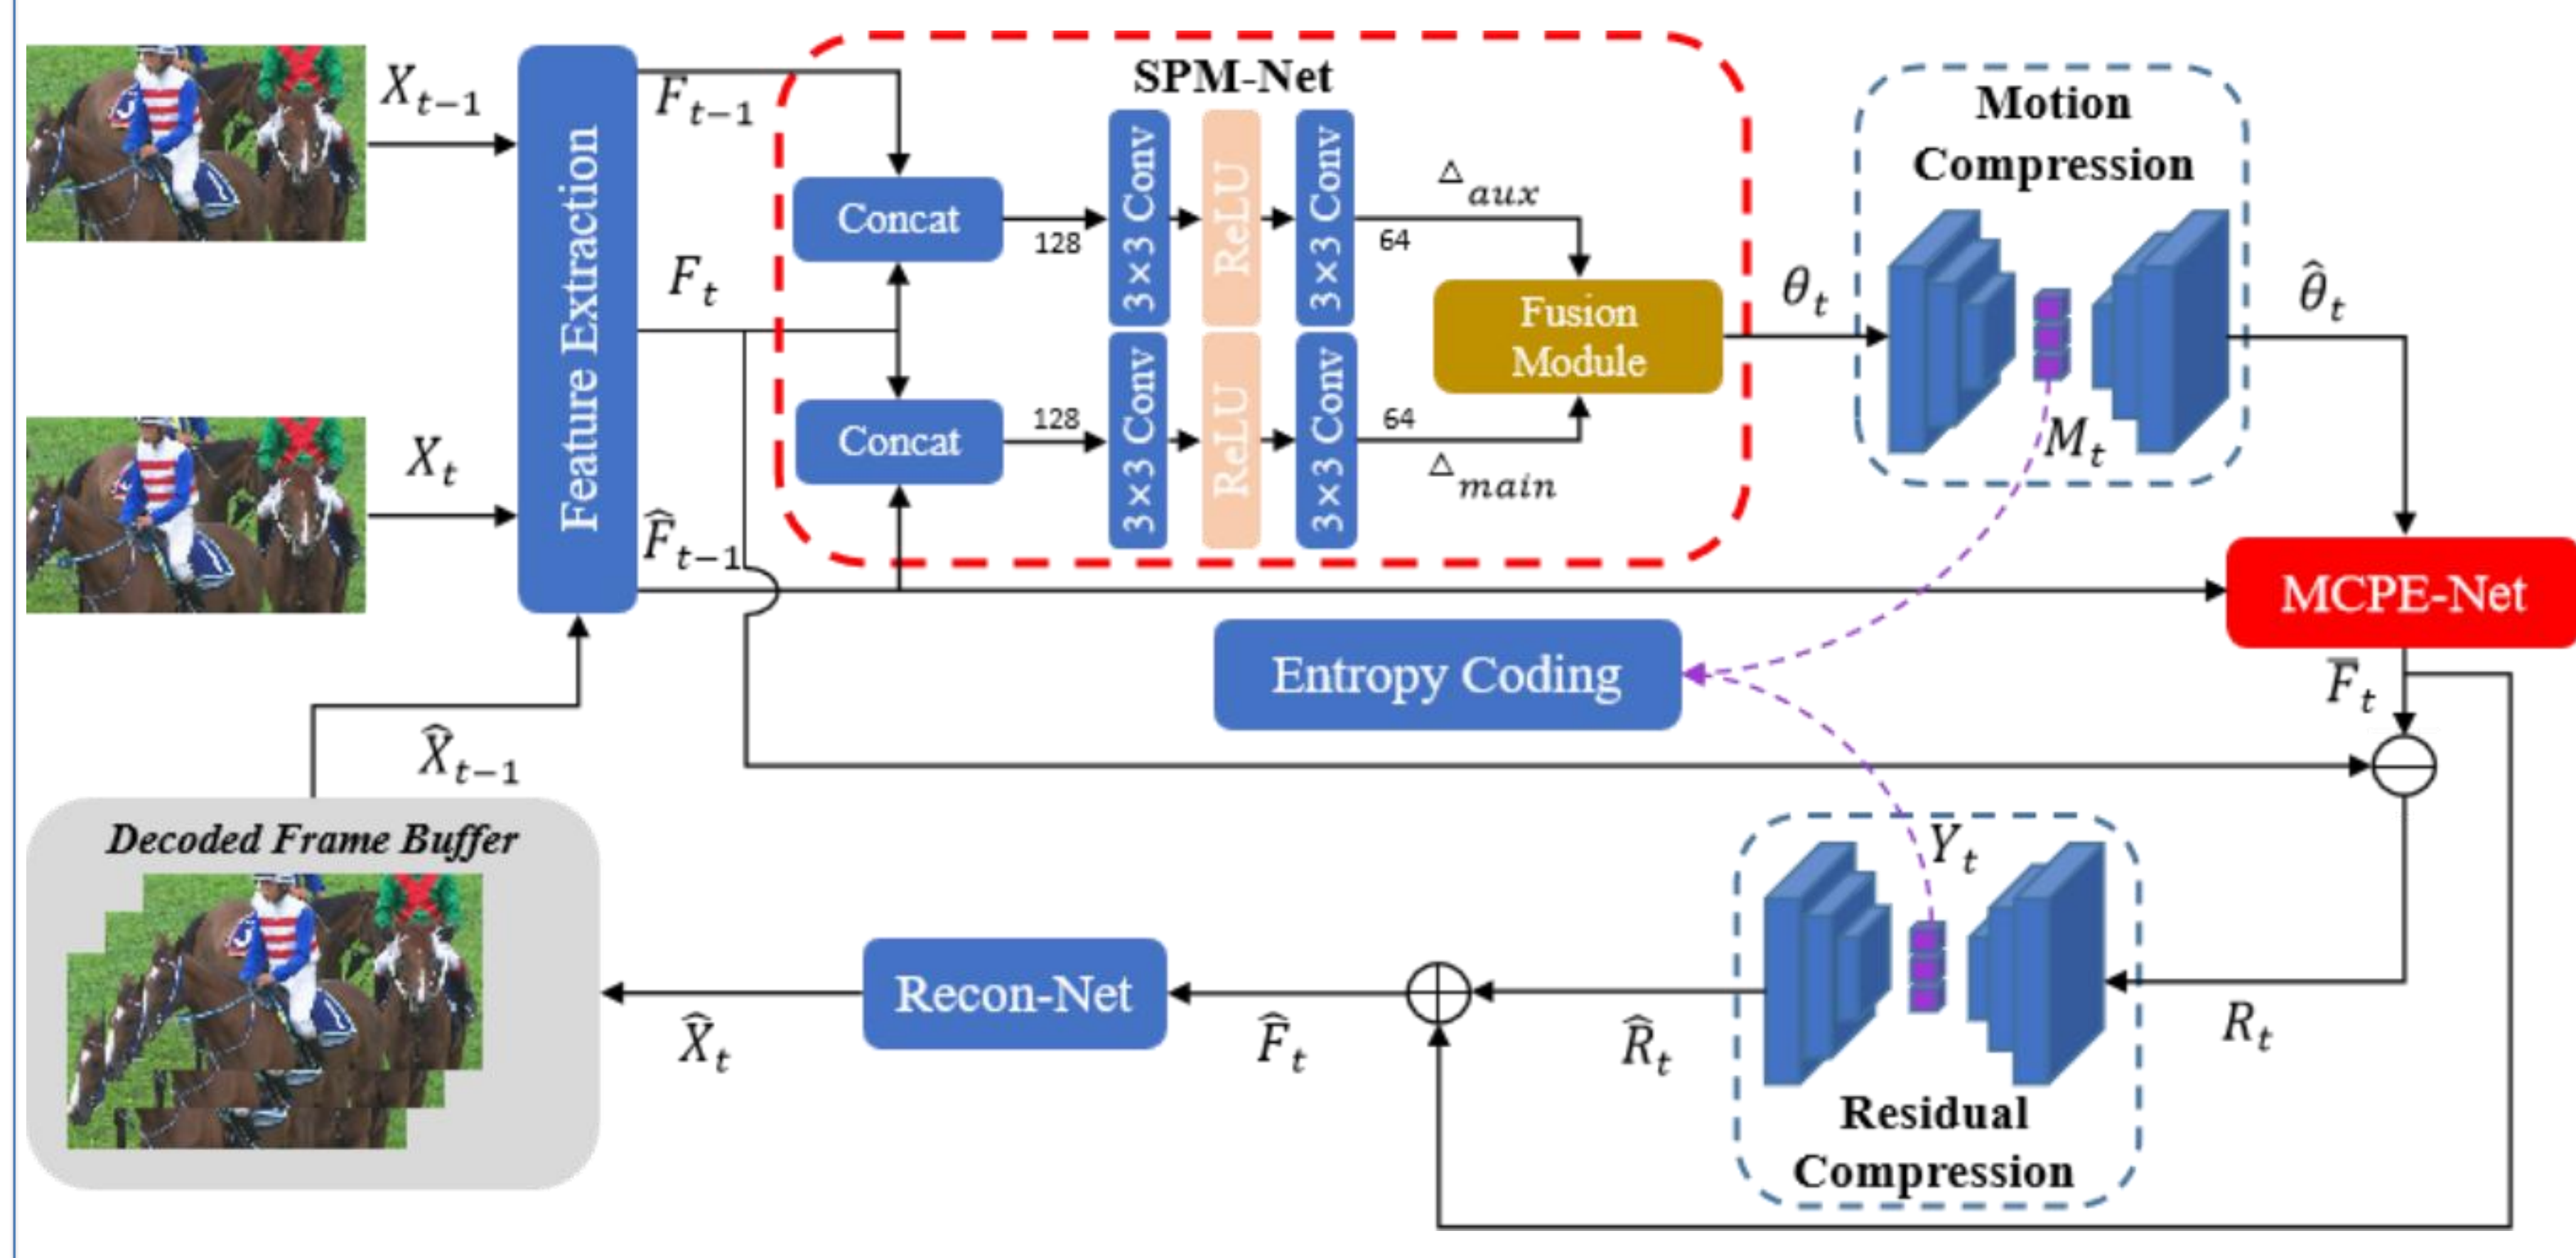 X_{t-1}
F_{t-1}
SPM-Net
Motion
Compression
Feature Extraction
Concat
128
3×3 Conv
ReLU
3×3 Conv
△_{aux}
64
F_t
Fusion
Module
θ_t
θ̂_t
X_t
Concat
128
3×3 Conv
ReLU
3×3 Conv
64
△_{main}
M_t
F̂_{t-1}
MCPE-Net
Entropy Coding
F̅_t
X̂_{t-1}
Decoded Frame Buffer
Y_t
Recon-Net
X̂_t
F̂_t
R̂_t
R_t
Residual
Compression